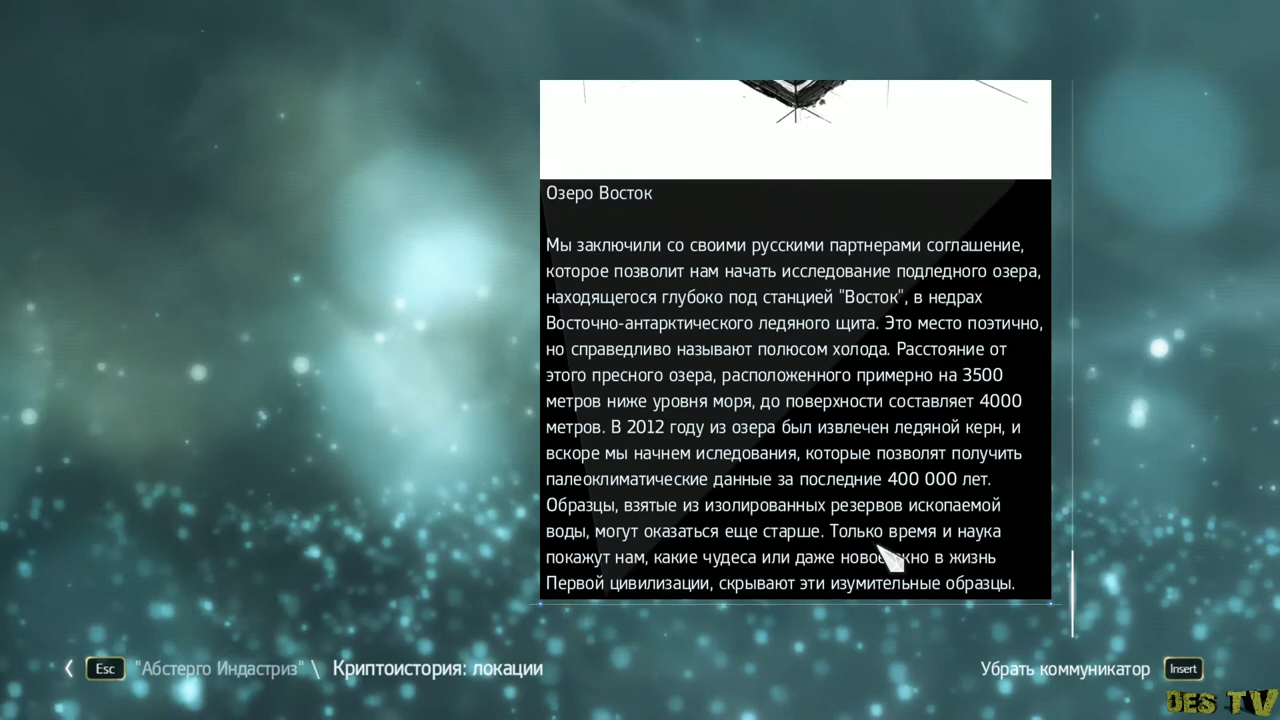 Озеро Восток
Мы заключили со своими русскими партнерами соглашение,
которое позволит нам начать исследование подледного озера,
находящегося глубоко под станцией "Восток", в недрах
Восточно-антарктического ледяного щита. Это место поэтично,
но справедливо называют полюсом холода. Расстояние от
этого пресного озера, расположенного примерно на 3500
метров ниже уровня моря, до поверхности составляет 4000
метров. В 2012 году из озера был извлечен ледяной керн, и
вскоре мы начнем иследования, которые позволят получить
палеоклиматические данные за последние 400 000 лет.
Образцы, взятые из изолированных резервов ископаемой
воды, могут оказаться еще старше. Только время и наука
покажут нам, какие чудеса или даже в жизнь
Первой цивилизации, скрывают эти изумительные образцы.
Esc "Абстерго Индастриз" \ Криптоистория: локации
Убрать коммуникатор Insert
DES TV